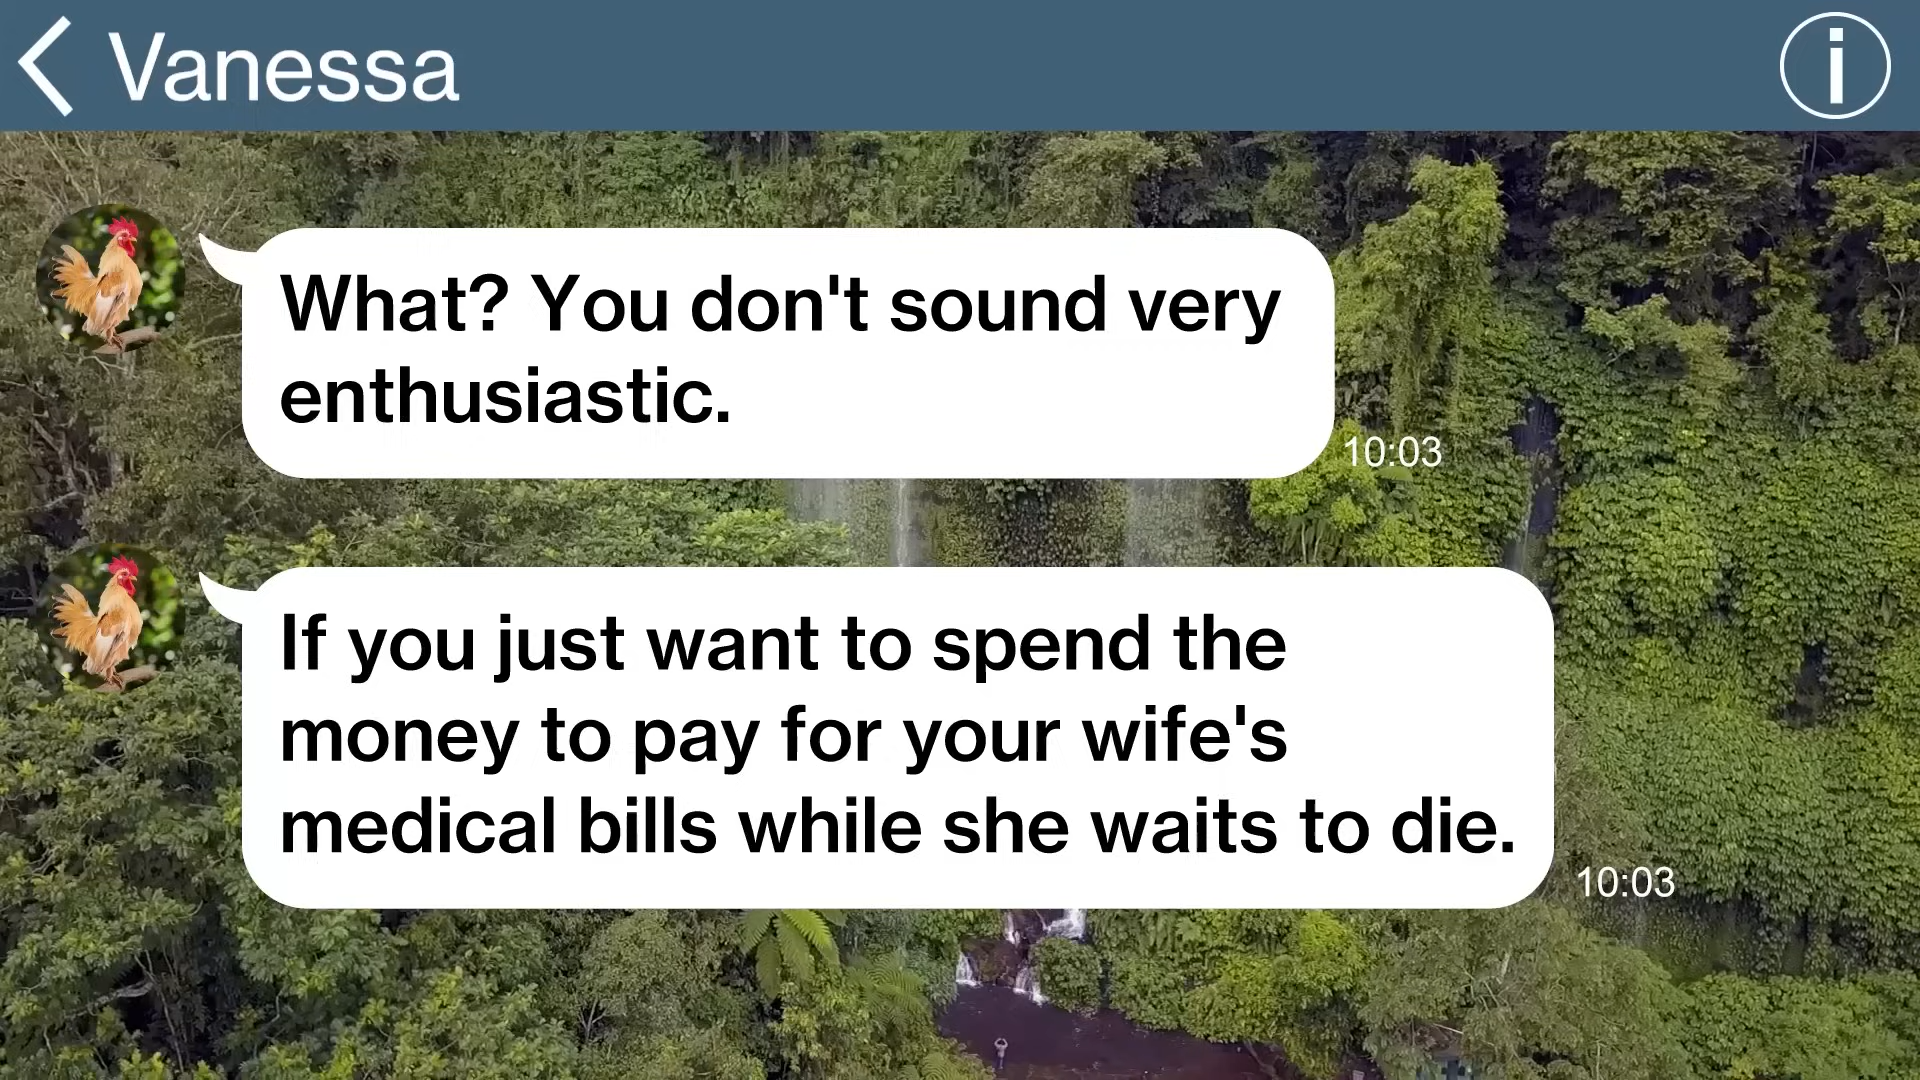 Vanessa
What? You don't sound very
enthusiastic.
10:03
If you just want to spend the
money to pay for your wife's
medical bills while she waits to die.
10:03